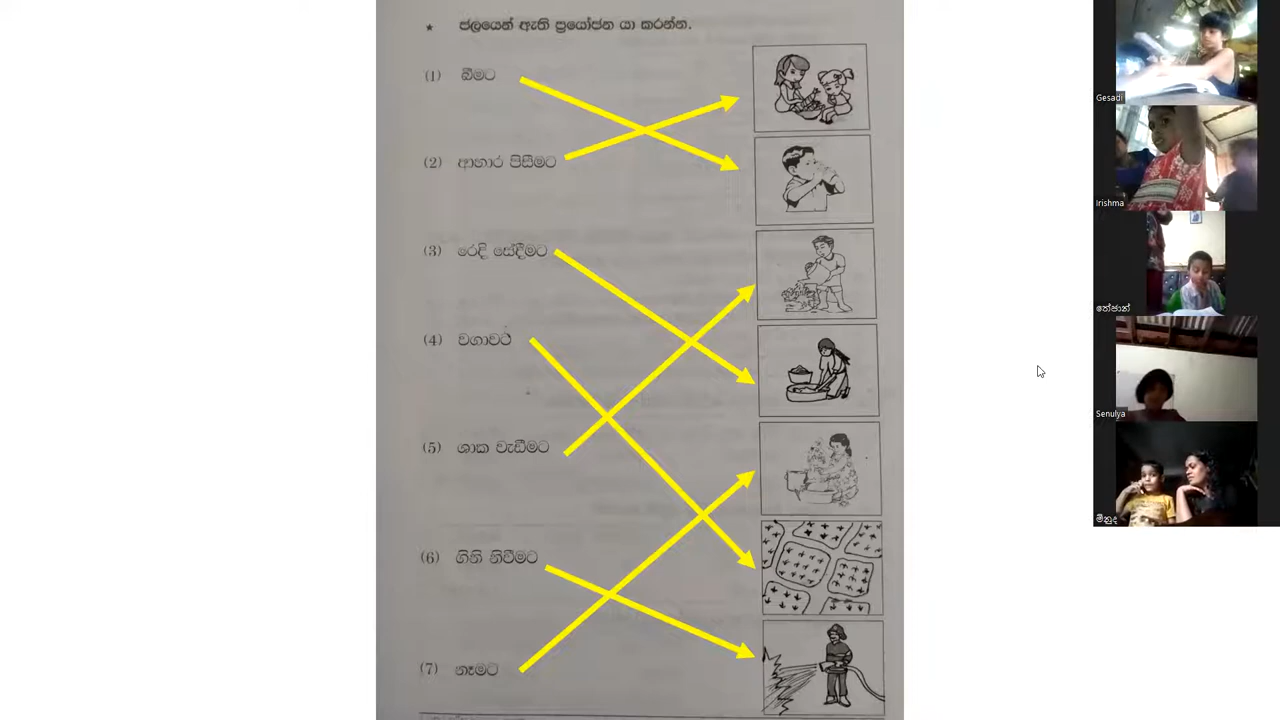 ★ ජලයෙන් ඇති ප්‍රයෝජන යා කරන්න.
(1) බීමට
(2) ආහාර පිසීමට
(3) රෙදි සේදීමට
(4) වගාවට
(5) ශාක වැඩීමට
(6) ගිනි නිවීමට
(7) නෑමට
Gesadi
Irishma
තේජාන්
Senulya
මිනුද